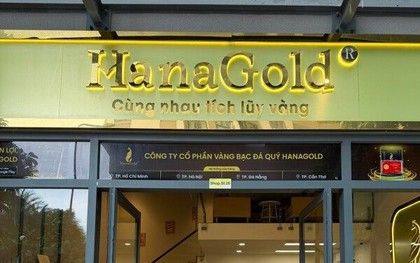 HanaGold ®
Cùng nhau tích lũy vàng
CÔNG TY CỔ PHẦN VÀNG BẠC ĐÁ QUÝ HANAGOLD
TP. Hồ Chí Minh TP. Hà Nội TP. Đà Nẵng TP. Cần Thơ
GOLD